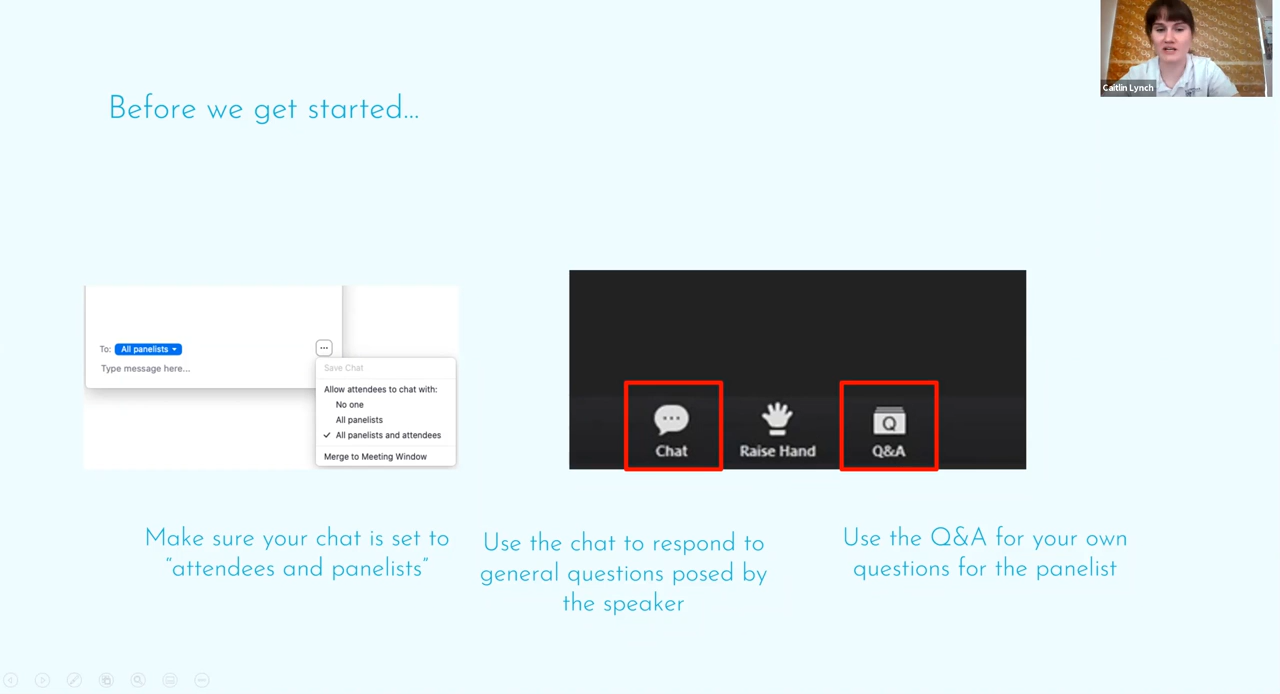 Caitlin Lynch
Before we get started...
To: All panelists
Type message here...
Save Chat
Allow attendees to chat with:
No one
All panelists
All panelists and attendees
Merge to Meeting Window
Chat
Raise Hand
Q&A
Make sure your chat is set to
“attendees and panelists”
Use the chat to respond to
general questions posed by
the speaker
Use the Q&A for your own
questions for the panelist